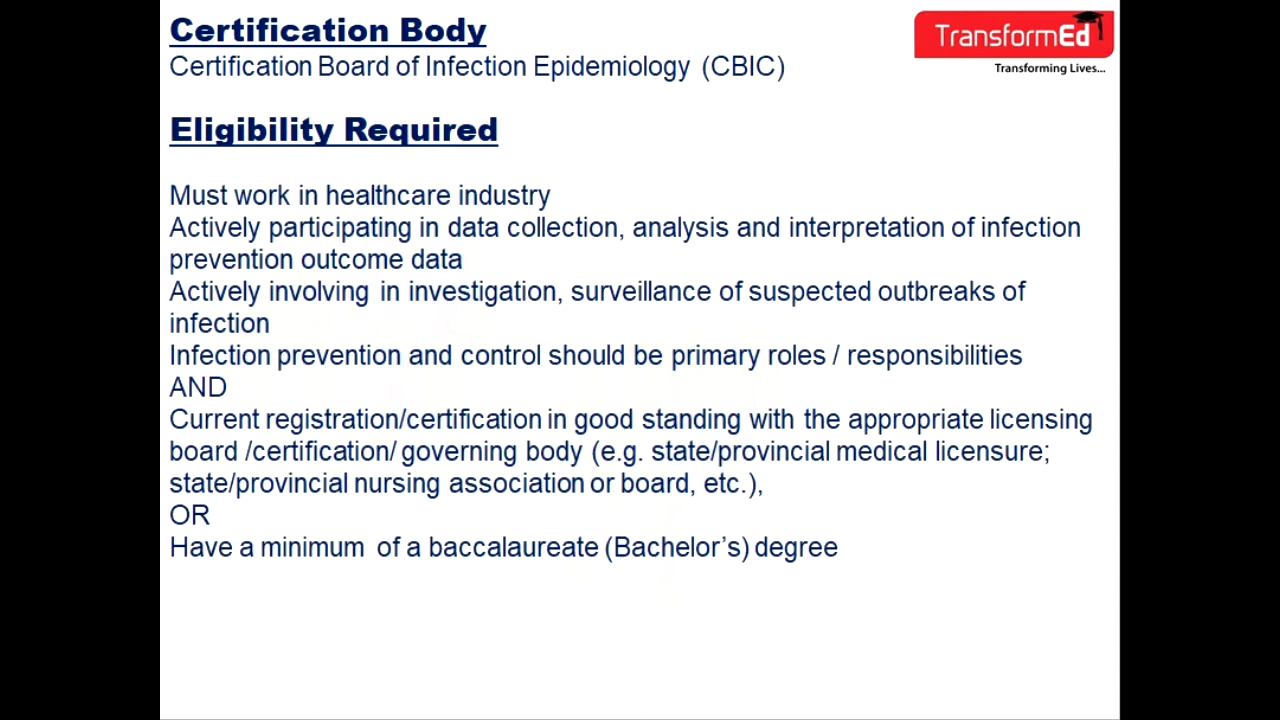 Certification Body
TransformEd
Certification Board of Infection Epidemiology (CBIC)
Transforming Lives...
Eligibility Required
Must work in healthcare industry
Actively participating in data collection, analysis and interpretation of infection
prevention outcome data
Actively involving in investigation, surveillance of suspected outbreaks of
infection
Infection prevention and control should be primary roles / responsibilities
AND
Current registration/certification in good standing with the appropriate licensing
board /certification/ governing body (e.g. state/provincial medical licensure;
state/provincial nursing association or board, etc.),
OR
Have a minimum of a baccalaureate (Bachelor’s) degree